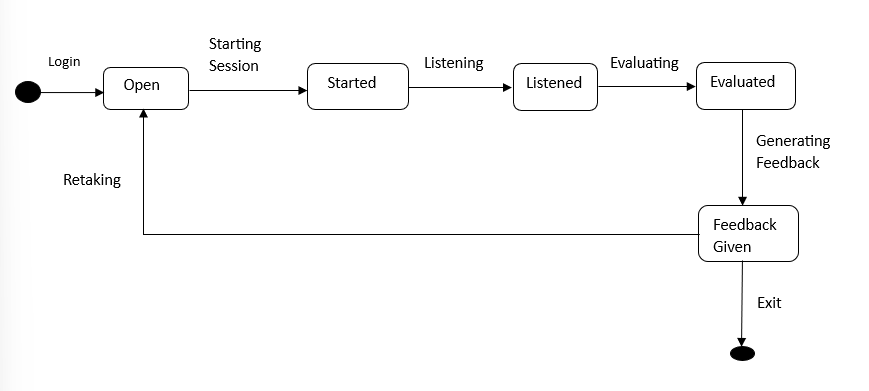 Login
Open
Starting
Session
Started
Listening
Listened
Evaluating
Evaluated
Generating
Feedback
Retaking
Feedback
Given
Exit